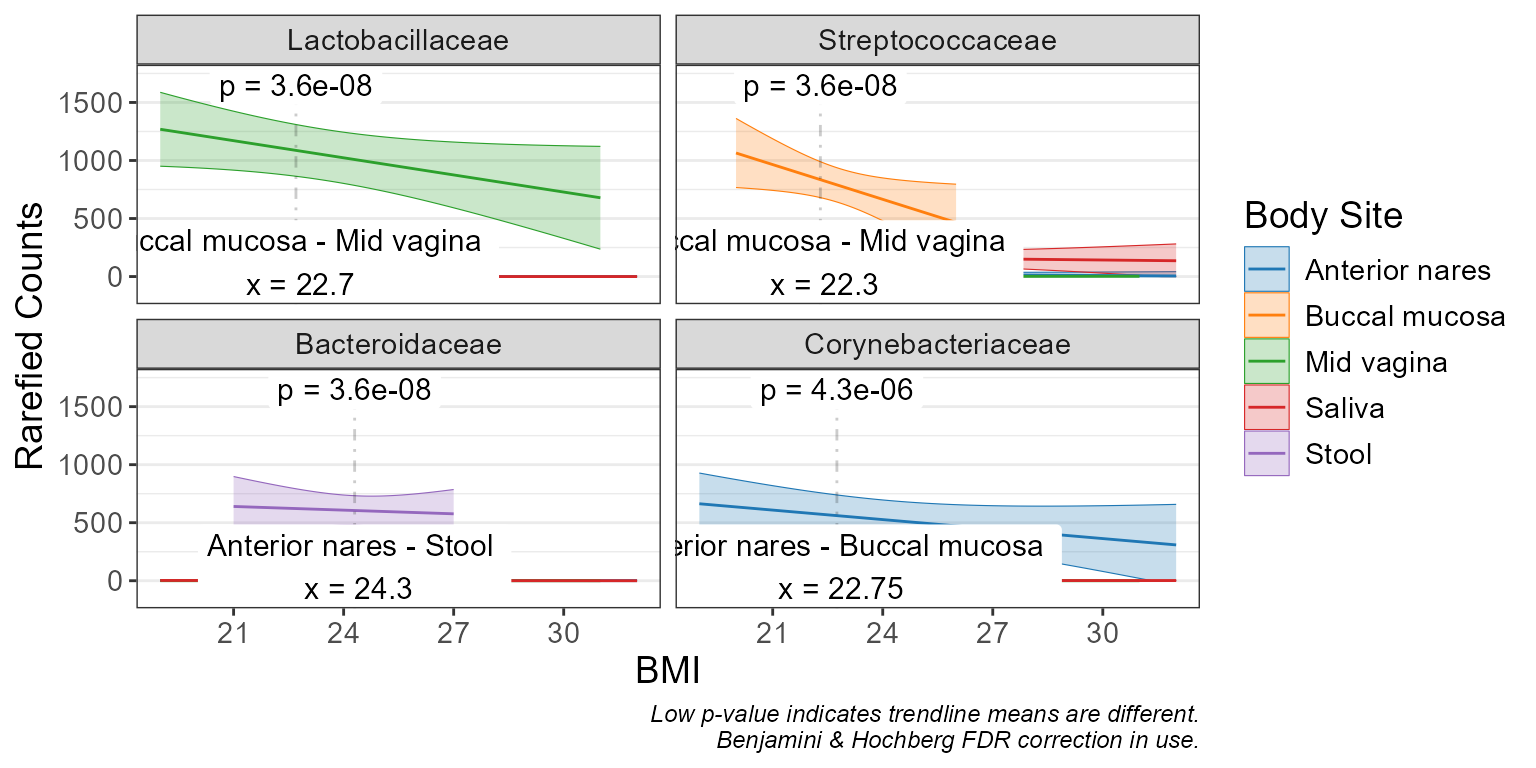 Lactobacillaceae
Streptococcaceae
p = 3.6e-08
p = 3.6e-08
1500
1000
500
0
ccal mucosa - Mid vagina
x = 22.7
ccal mucosa - Mid vagina
x = 22.3
Bacteroidaceae
Corynebacteriaceae
p = 3.6e-08
p = 4.3e-06
1500
1000
500
0
Anterior nares - Stool
x = 24.3
erior nares - Buccal mucosa
x = 22.75
21
24
27
30
21
24
27
30
Rarefied Counts
BMI
Body Site
Anterior nares
Buccal mucosa
Mid vagina
Saliva
Stool
Low p-value indicates trendline means are different.
Benjamini & Hochberg FDR correction in use.